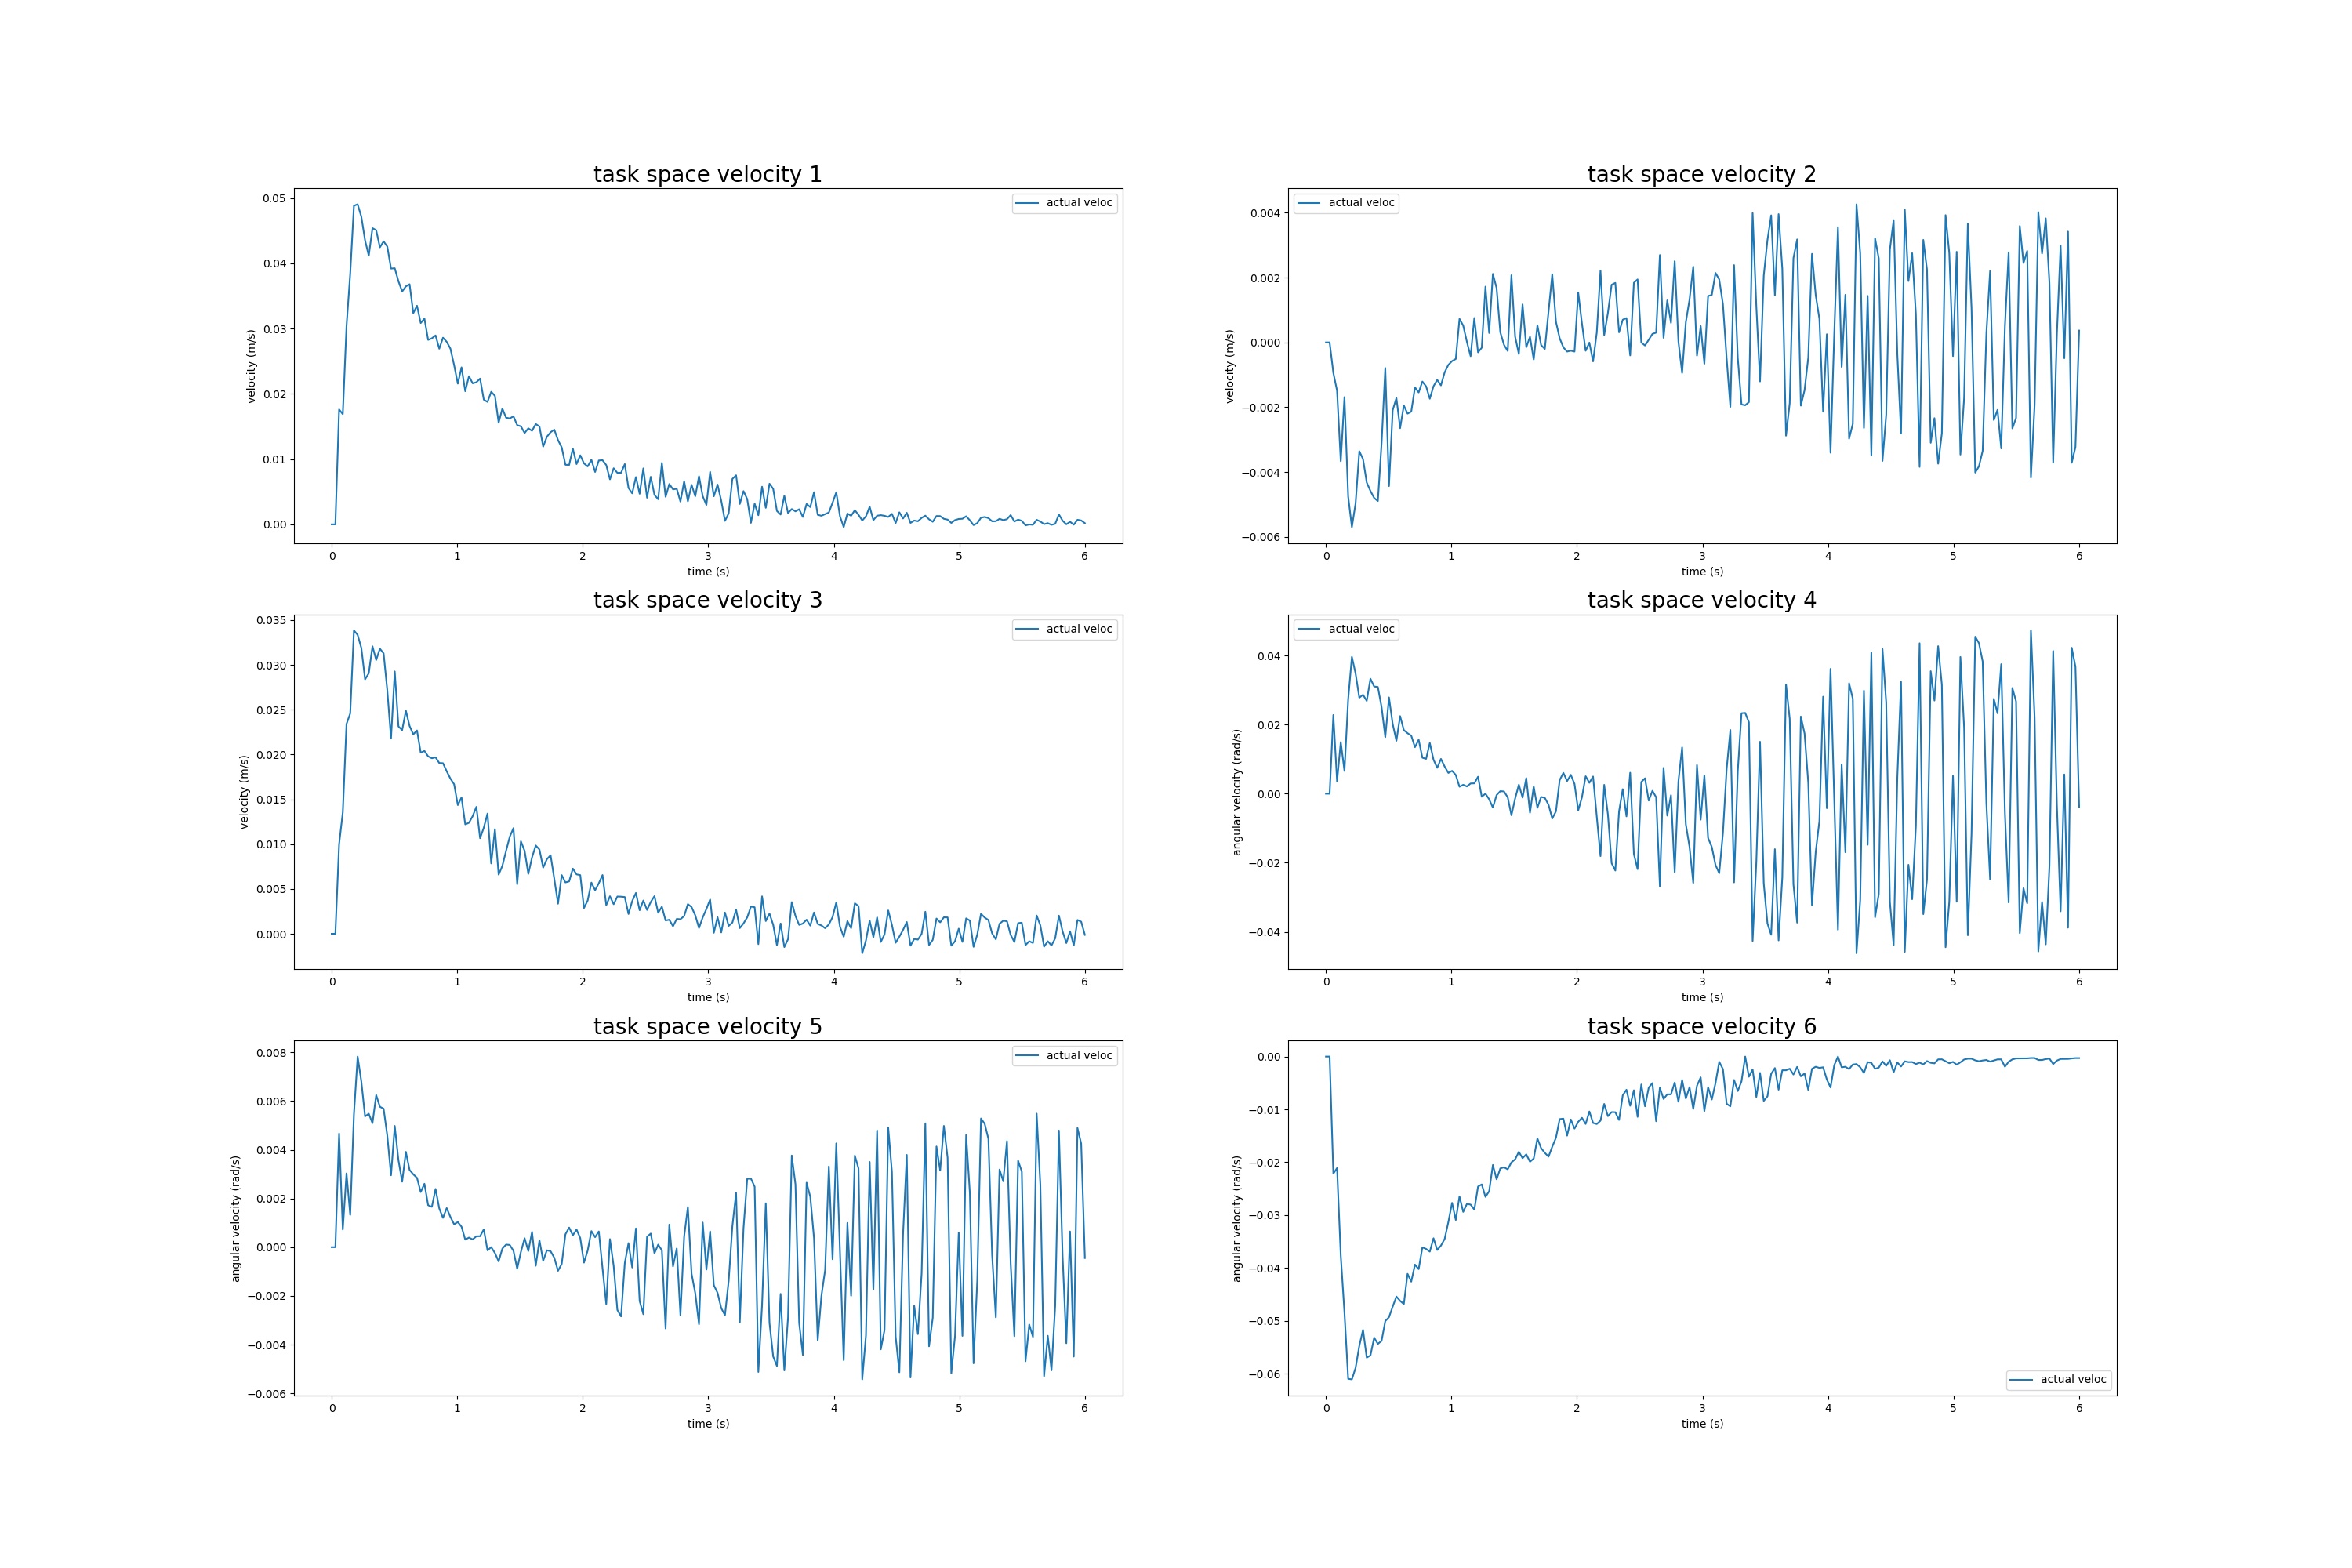 task space velocity 1
0.05
0.04
0.03
0.02
0.01
0.00
velocity (m/s)
actual veloc
0 1 2 3 4 5 6
time (s)
task space velocity 2
0.004
0.002
0.000
−0.002
−0.004
−0.006
velocity (m/s)
actual veloc
0 1 2 3 4 5 6
time (s)
task space velocity 3
0.035
0.030
0.025
0.020
0.015
0.010
0.005
0.000
velocity (m/s)
actual veloc
0 1 2 3 4 5 6
time (s)
task space velocity 4
0.04
0.02
0.00
−0.02
−0.04
angular velocity (rad/s)
actual veloc
0 1 2 3 4 5 6
time (s)
task space velocity 5
0.008
0.006
0.004
0.002
0.000
−0.002
−0.004
−0.006
angular velocity (rad/s)
actual veloc
0 1 2 3 4 5 6
time (s)
task space velocity 6
0.00
−0.01
−0.02
−0.03
−0.04
−0.05
−0.06
angular velocity (rad/s)
actual veloc
0 1 2 3 4 5 6
time (s)